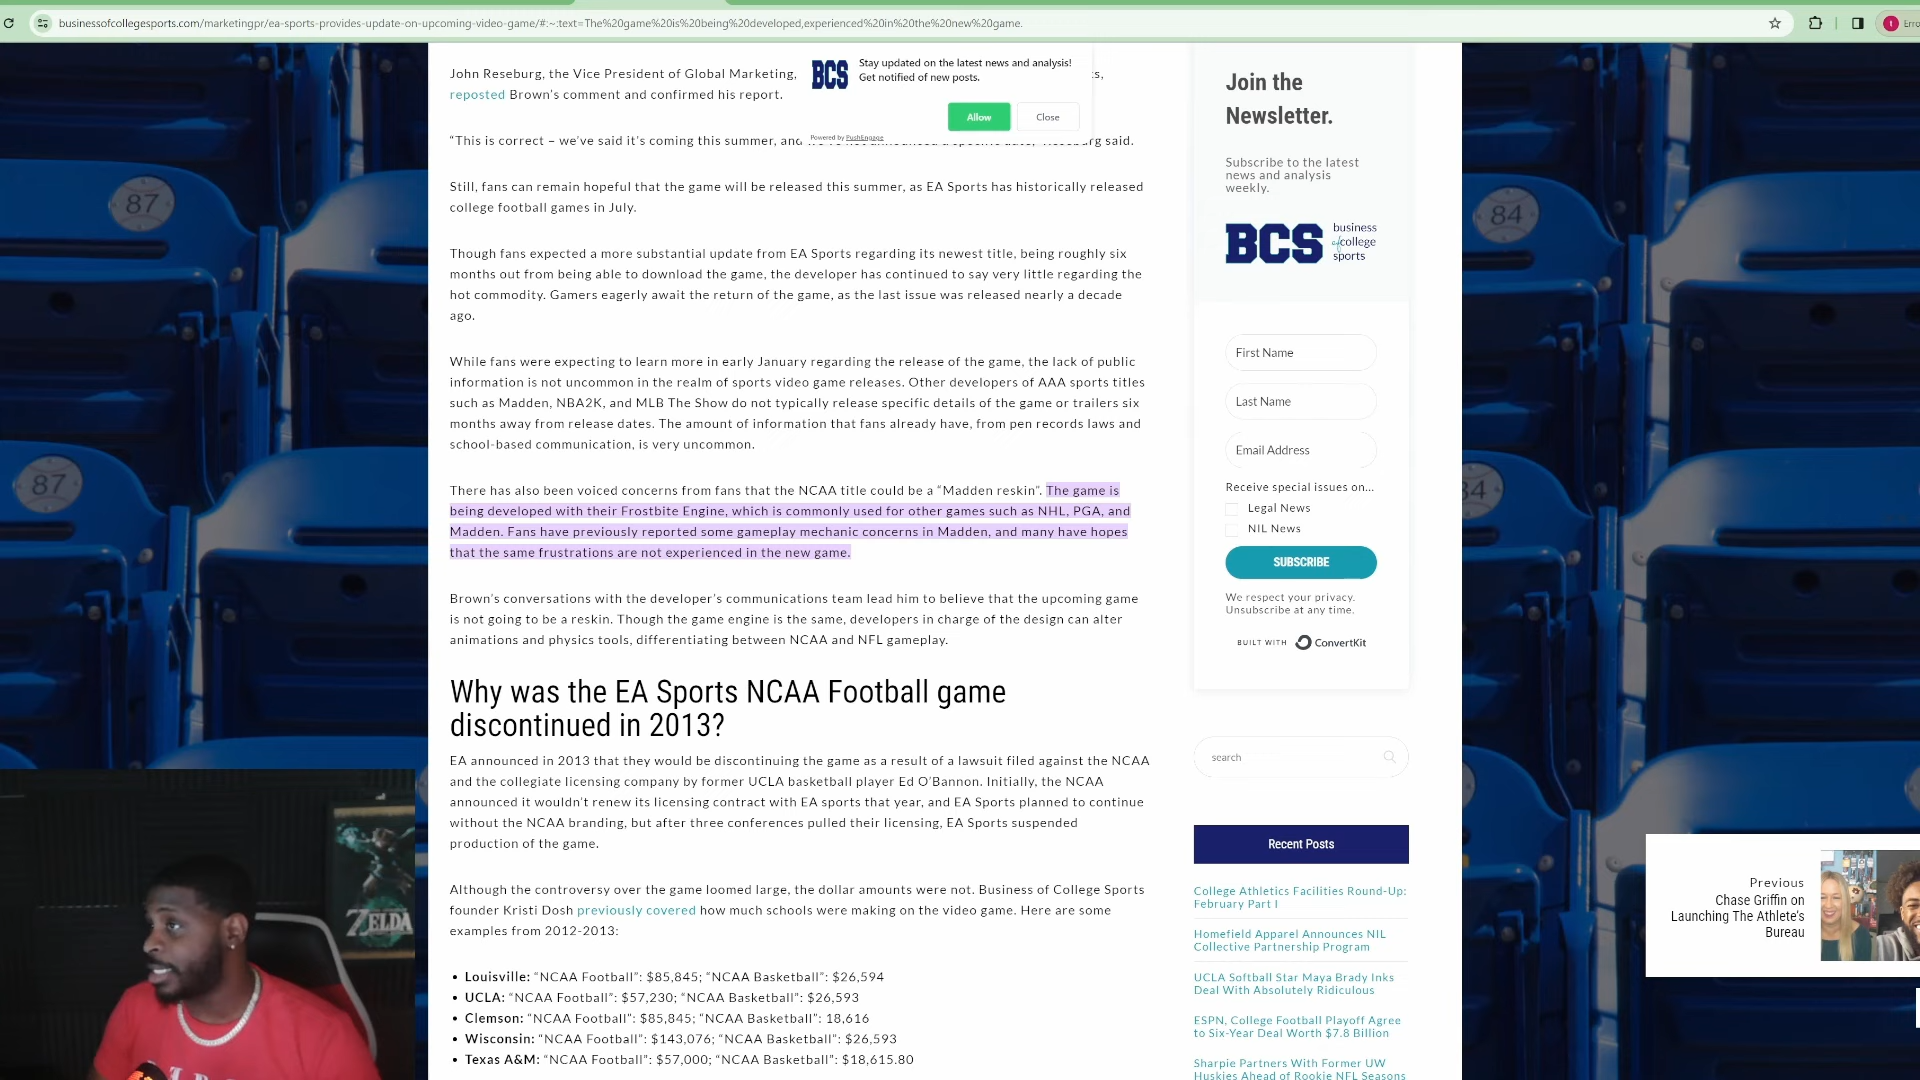 businessofcollegesports.com/marketingpr/ea-sports-provides-update-on-upcoming-video-game/#:~:text=The%20game%20is%20being%20developed,experienced%20in%20the%20new%20game.
Erro
John Reseburg, the Vice President of Global Marketing,
reposted Brown's comment and confirmed his report.
"This is correct – we've said it's coming this summer, and
said.
BCS
Stay updated on the latest news and analysis!
Get notified of new posts.
Allow
Close
Powered by PushEngage
Still, fans can remain hopeful that the game will be released this summer, as EA Sports has historically released
college football games in July.
Though fans expected a more substantial update from EA Sports regarding its newest title, being roughly six
months out from being able to download the game, the developer has continued to say very little regarding the
hot commodity. Gamers eagerly await the return of the game, as the last issue was released nearly a decade
ago.
While fans were expecting to learn more in early January regarding the release of the game, the lack of public
information is not uncommon in the realm of sports video game releases. Other developers of AAA sports titles
such as Madden, NBA2K, and MLB The Show do not typically release specific details of the game or trailers six
months away from release dates. The amount of information that fans already have, from pen records laws and
school-based communication, is very uncommon.
There has also been voiced concerns from fans that the NCAA title could be a "Madden reskin". The game is
being developed with their Frostbite Engine, which is commonly used for other games such as NHL, PGA, and
Madden. Fans have previously reported some gameplay mechanic concerns in Madden, and many have hopes
that the same frustrations are not experienced in the new game.
Brown's conversations with the developer's communications team lead him to believe that the upcoming game
is not going to be a reskin. Though the game engine is the same, developers in charge of the design can alter
animations and physics tools, differentiating between NCAA and NFL gameplay.
Why was the EA Sports NCAA Football game
discontinued in 2013?
EA announced in 2013 that they would be discontinuing the game as a result of a lawsuit filed against the NCAA
and the collegiate licensing company by former UCLA basketball player Ed O'Bannon. Initially, the NCAA
announced it wouldn't renew its licensing contract with EA sports that year, and EA Sports planned to continue
without the NCAA branding, but after three conferences pulled their licensing, EA Sports suspended
production of the game.
Although the controversy over the game loomed large, the dollar amounts were not. Business of College Sports
founder Kristi Dosh previously covered how much schools were making on the video game. Here are some
examples from 2012-2013:
• Louisville: "NCAA Football": $85,845; "NCAA Basketball": $26,594
• UCLA: "NCAA Football": $57,230; "NCAA Basketball": $26,593
• Clemson: "NCAA Football": $85,845; "NCAA Basketball": 18,616
• Wisconsin: "NCAA Football": $143,076; "NCAA Basketball": $26,593
• Texas A&M: "NCAA Football": $57,000; "NCAA Basketball": $18,615.80
Join the
Newsletter.
Subscribe to the latest
news and analysis
weekly.
BCS
business
of college
sports
First Name
Last Name
Email Address
Receive special issues on...
Legal News
NIL News
SUBSCRIBE
We respect your privacy.
Unsubscribe at any time.
BUILT WITH ConvertKit
search
Recent Posts
College Athletics Facilities Round-Up:
February Part I
Homefield Apparel Announces NIL
Collective Partnership Program
UCLA Softball Star Maya Brady Inks
Deal With Absolutely Ridiculous
ESPN, College Football Playoff Agree
to Six-Year Deal Worth $7.8 Billion
Sharpie Partners With Former UW
Huskies Ahead of Rookie NFL Seasons
Previous
Chase Griffin on
Launching The Athlete's
Bureau
87
87
84
84
ZELDA